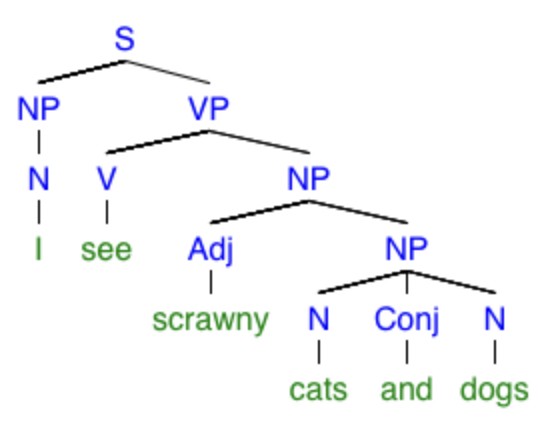 S
NP VP
N V NP
I see Adj NP
scrawny N Conj N
cats and dogs